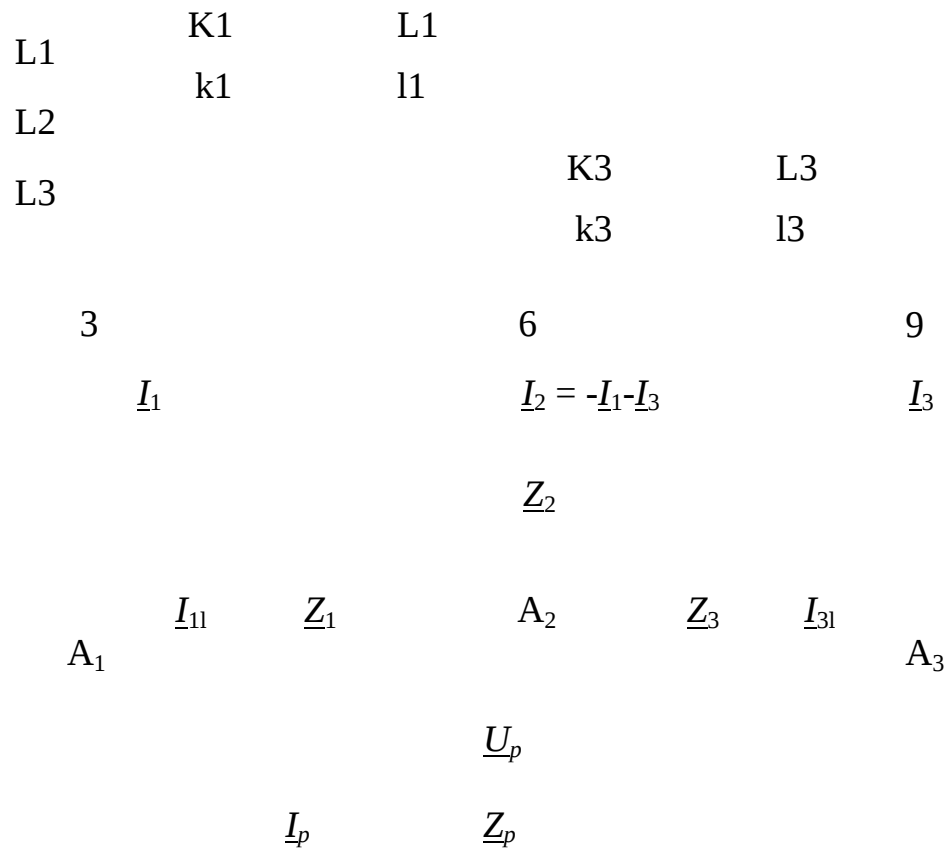 K1 L1
L1
k1 l1
L2
K3 L3
L3
k3 l3
3 6 9
I1 I2 = -I1-I3 I3
Z2
I1l Z1 A2 Z3 I3l
A1 A3
Up
Ip Zp